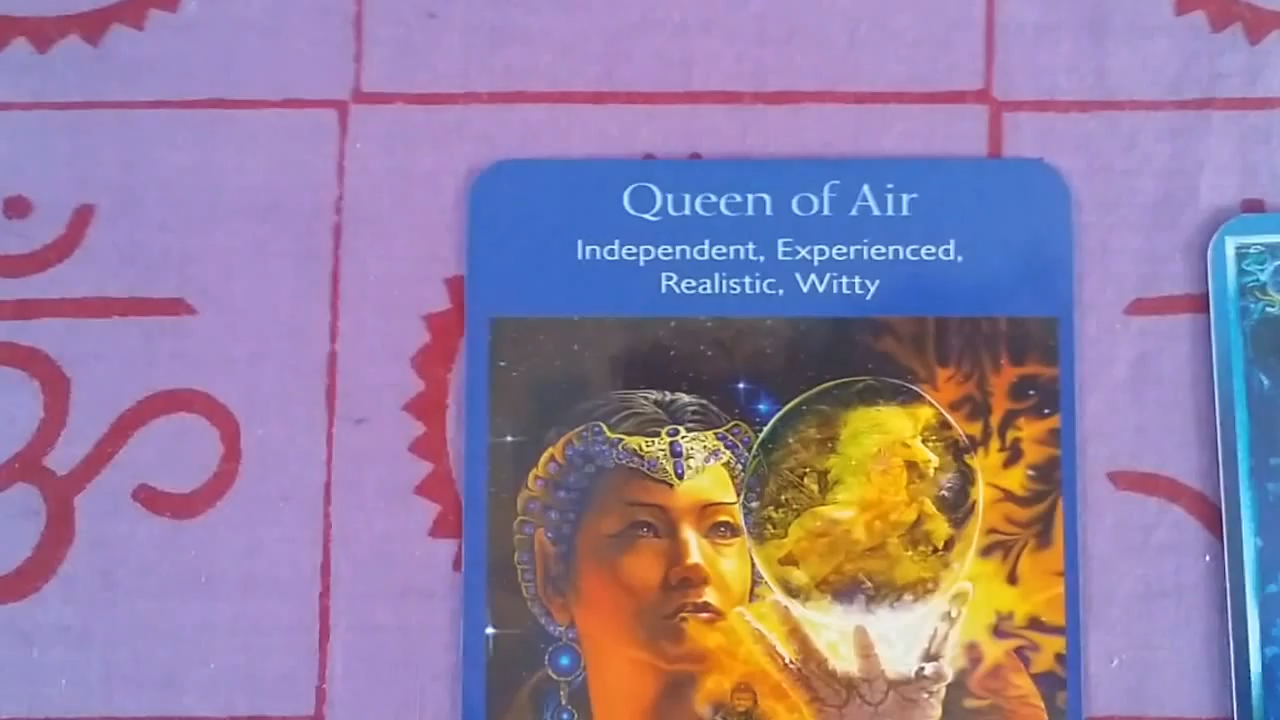 Queen of Air
Independent, Experienced,
Realistic, Witty